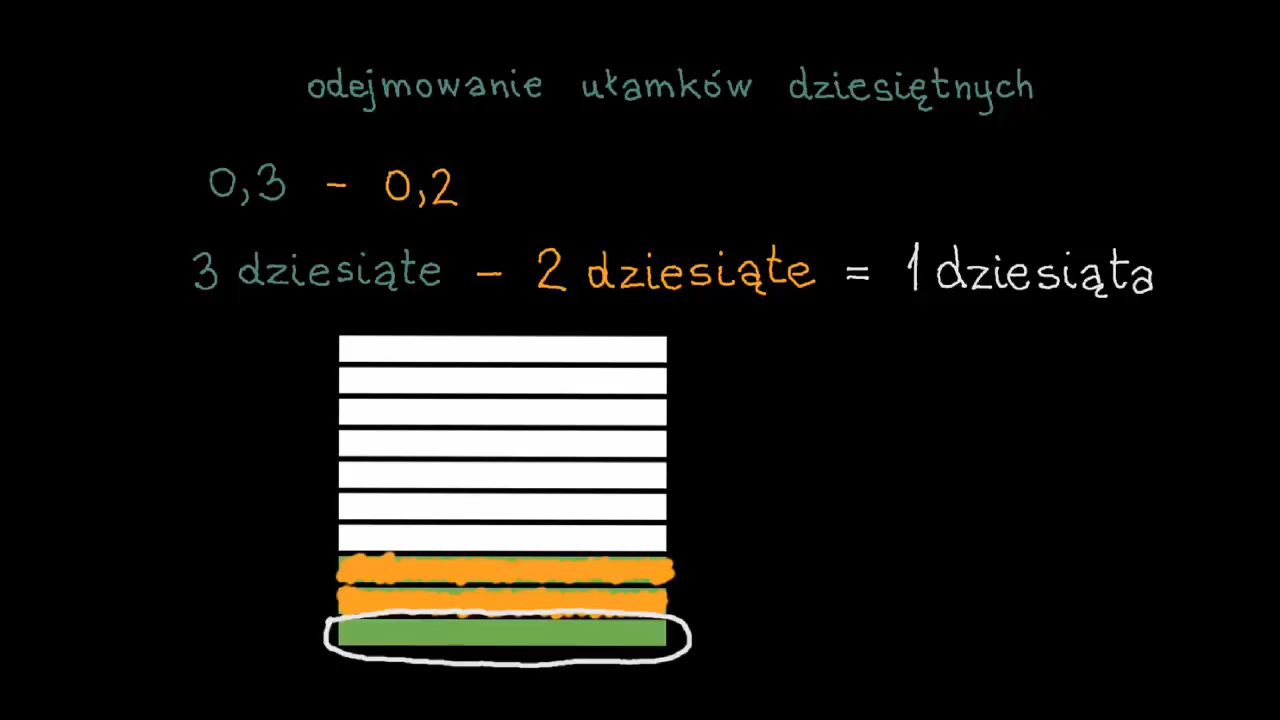 odejmowanie ułamków dziesiętnych
0,3 - 0,2
3 dziesiąte - 2 dziesiąte = 1 dziesiąta